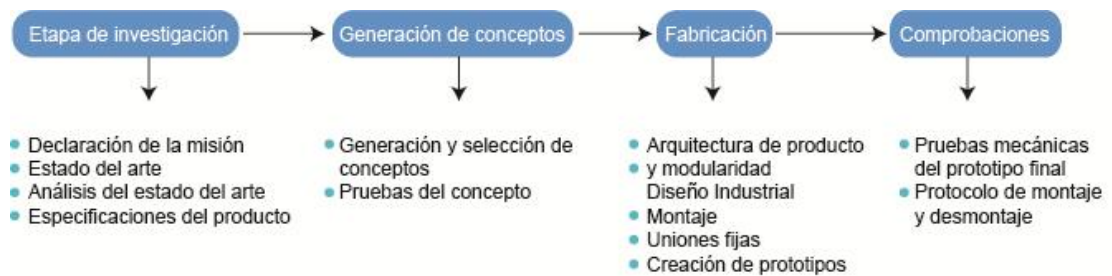 Etapa de investigación
Generación de conceptos
Fabricación
Comprobaciones
Declaración de la misión
Estado del arte
Análisis del estado del arte
Especificaciones del producto
Generación y selección de
conceptos
Pruebas del concepto
Arquitectura de producto
y modularidad
Diseño Industrial
Montaje
Uniones fijas
Creación de prototipos
Pruebas mecánicas
del prototipo final
Protocolo de montaje
y desmontaje